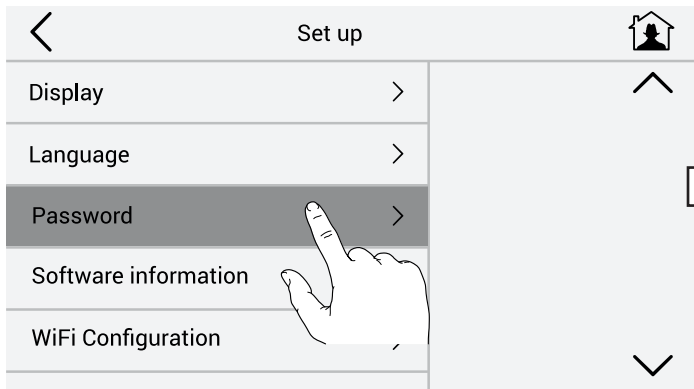 Set up
Display
Language
Password
Software information
WiFi Configuration